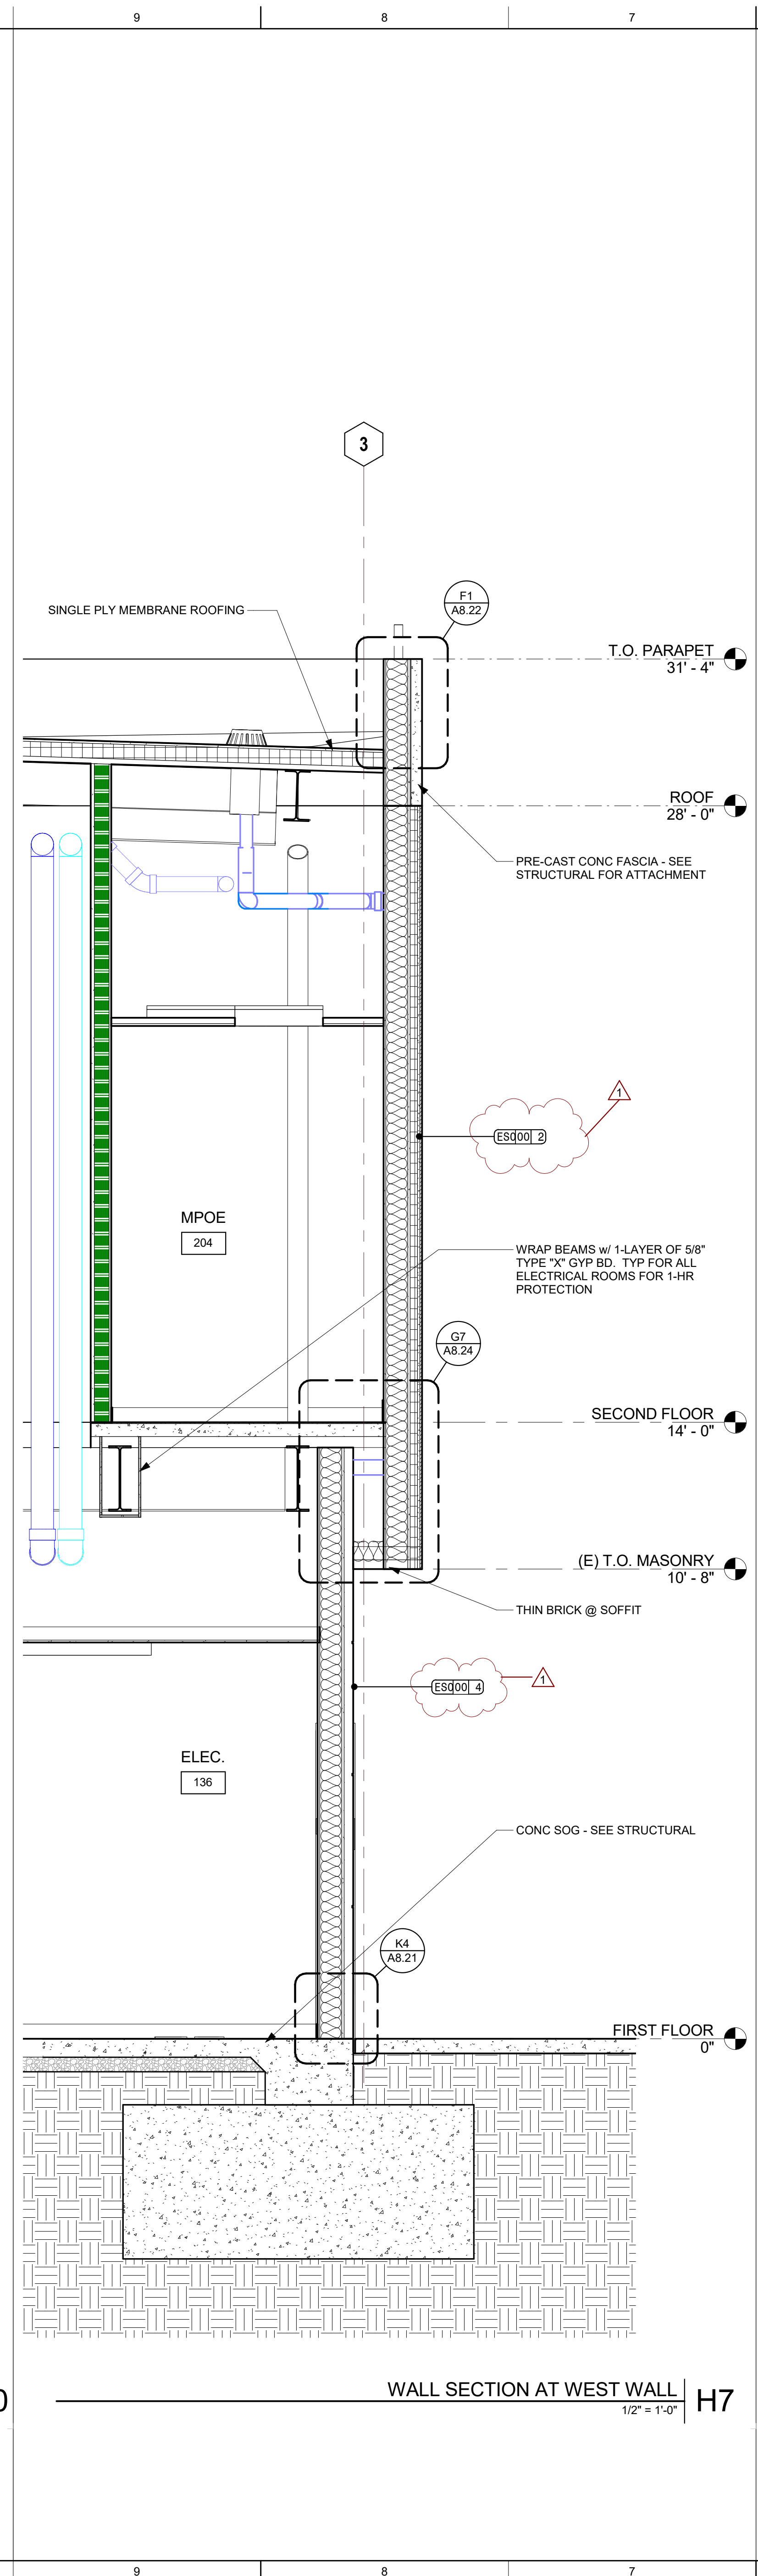 9
8
7
3
F1
A8.22
SINGLE PLY MEMBRANE ROOFING
T.O. PARAPET
31' - 4"
ROOF
28' - 0"
PRE-CAST CONC FASCIA - SEE
STRUCTURAL FOR ATTACHMENT
1
ES000 2
MPOE
204
WRAP BEAMS w/ 1-LAYER OF 5/8"
TYPE "X" GYP BD. TYP FOR ALL
ELECTRICAL ROOMS FOR 1-HR
PROTECTION
G7
A8.24
SECOND FLOOR
14' - 0"
(E) T.O. MASONRY
10' - 8"
THIN BRICK @ SOFFIT
1
ES000 4
ELEC.
136
CONC SOG - SEE STRUCTURAL
K4
A8.21
FIRST FLOOR
0"
WALL SECTION AT WEST WALL
1/2" = 1'-0"
H7
0
9
8
7